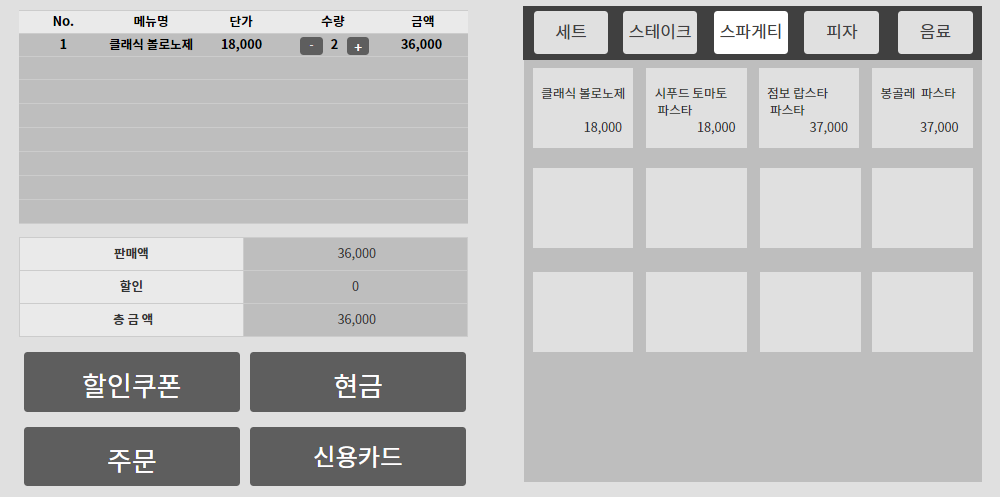 No. 메뉴명 단가 수량 금액
1 클래식 볼로노제 18,000 - 2 + 36,000
판매액 36,000
할인 0
총 금 액 36,000
할인쿠폰 현금
주문 신용카드
세트 스테이크 스파게티 피자 음료
클래식 볼로노제
18,000
시푸드 토마토
파스타
18,000
점보 랍스타
파스타
37,000
봉골레 파스타
37,000